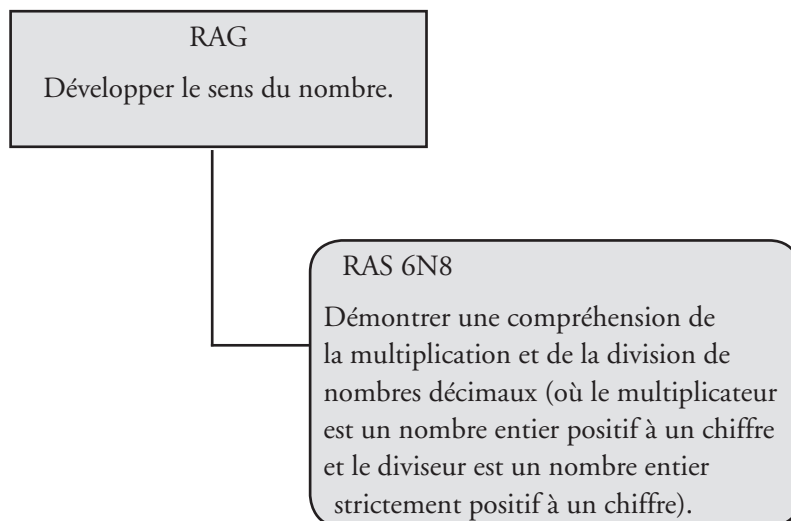 RAG
Développer le sens du nombre.
RAS 6N8
Démontrer une compréhension de
la multiplication et de la division de
nombres décimaux (où le multiplicateur
est un nombre entier positif à un chiffre
et le diviseur est un nombre entier
strictement positif à un chiffre).